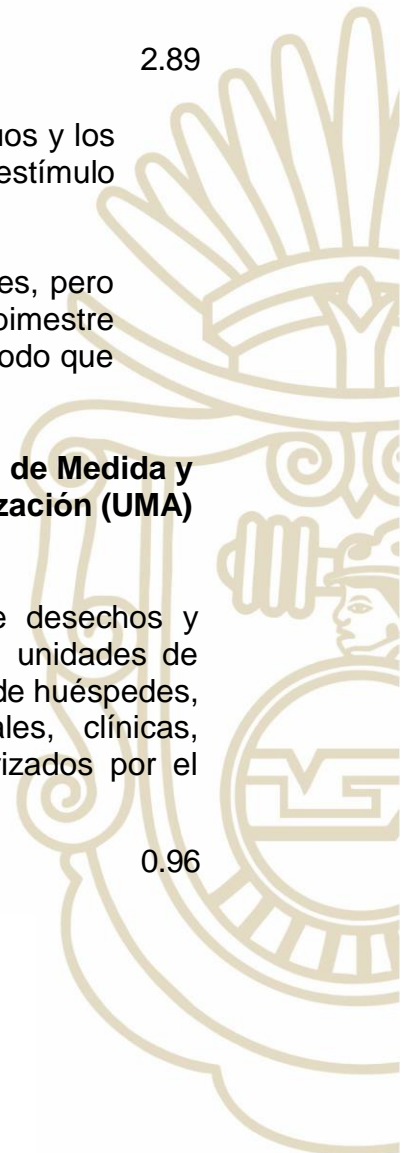 2.89
uos y los
estímulo
es, pero
bimestre
odo que
de Medida y
zación (UMA)
e desechos y
unidades de
de huéspedes,
ales, clínicas,
rizados por el
0.96